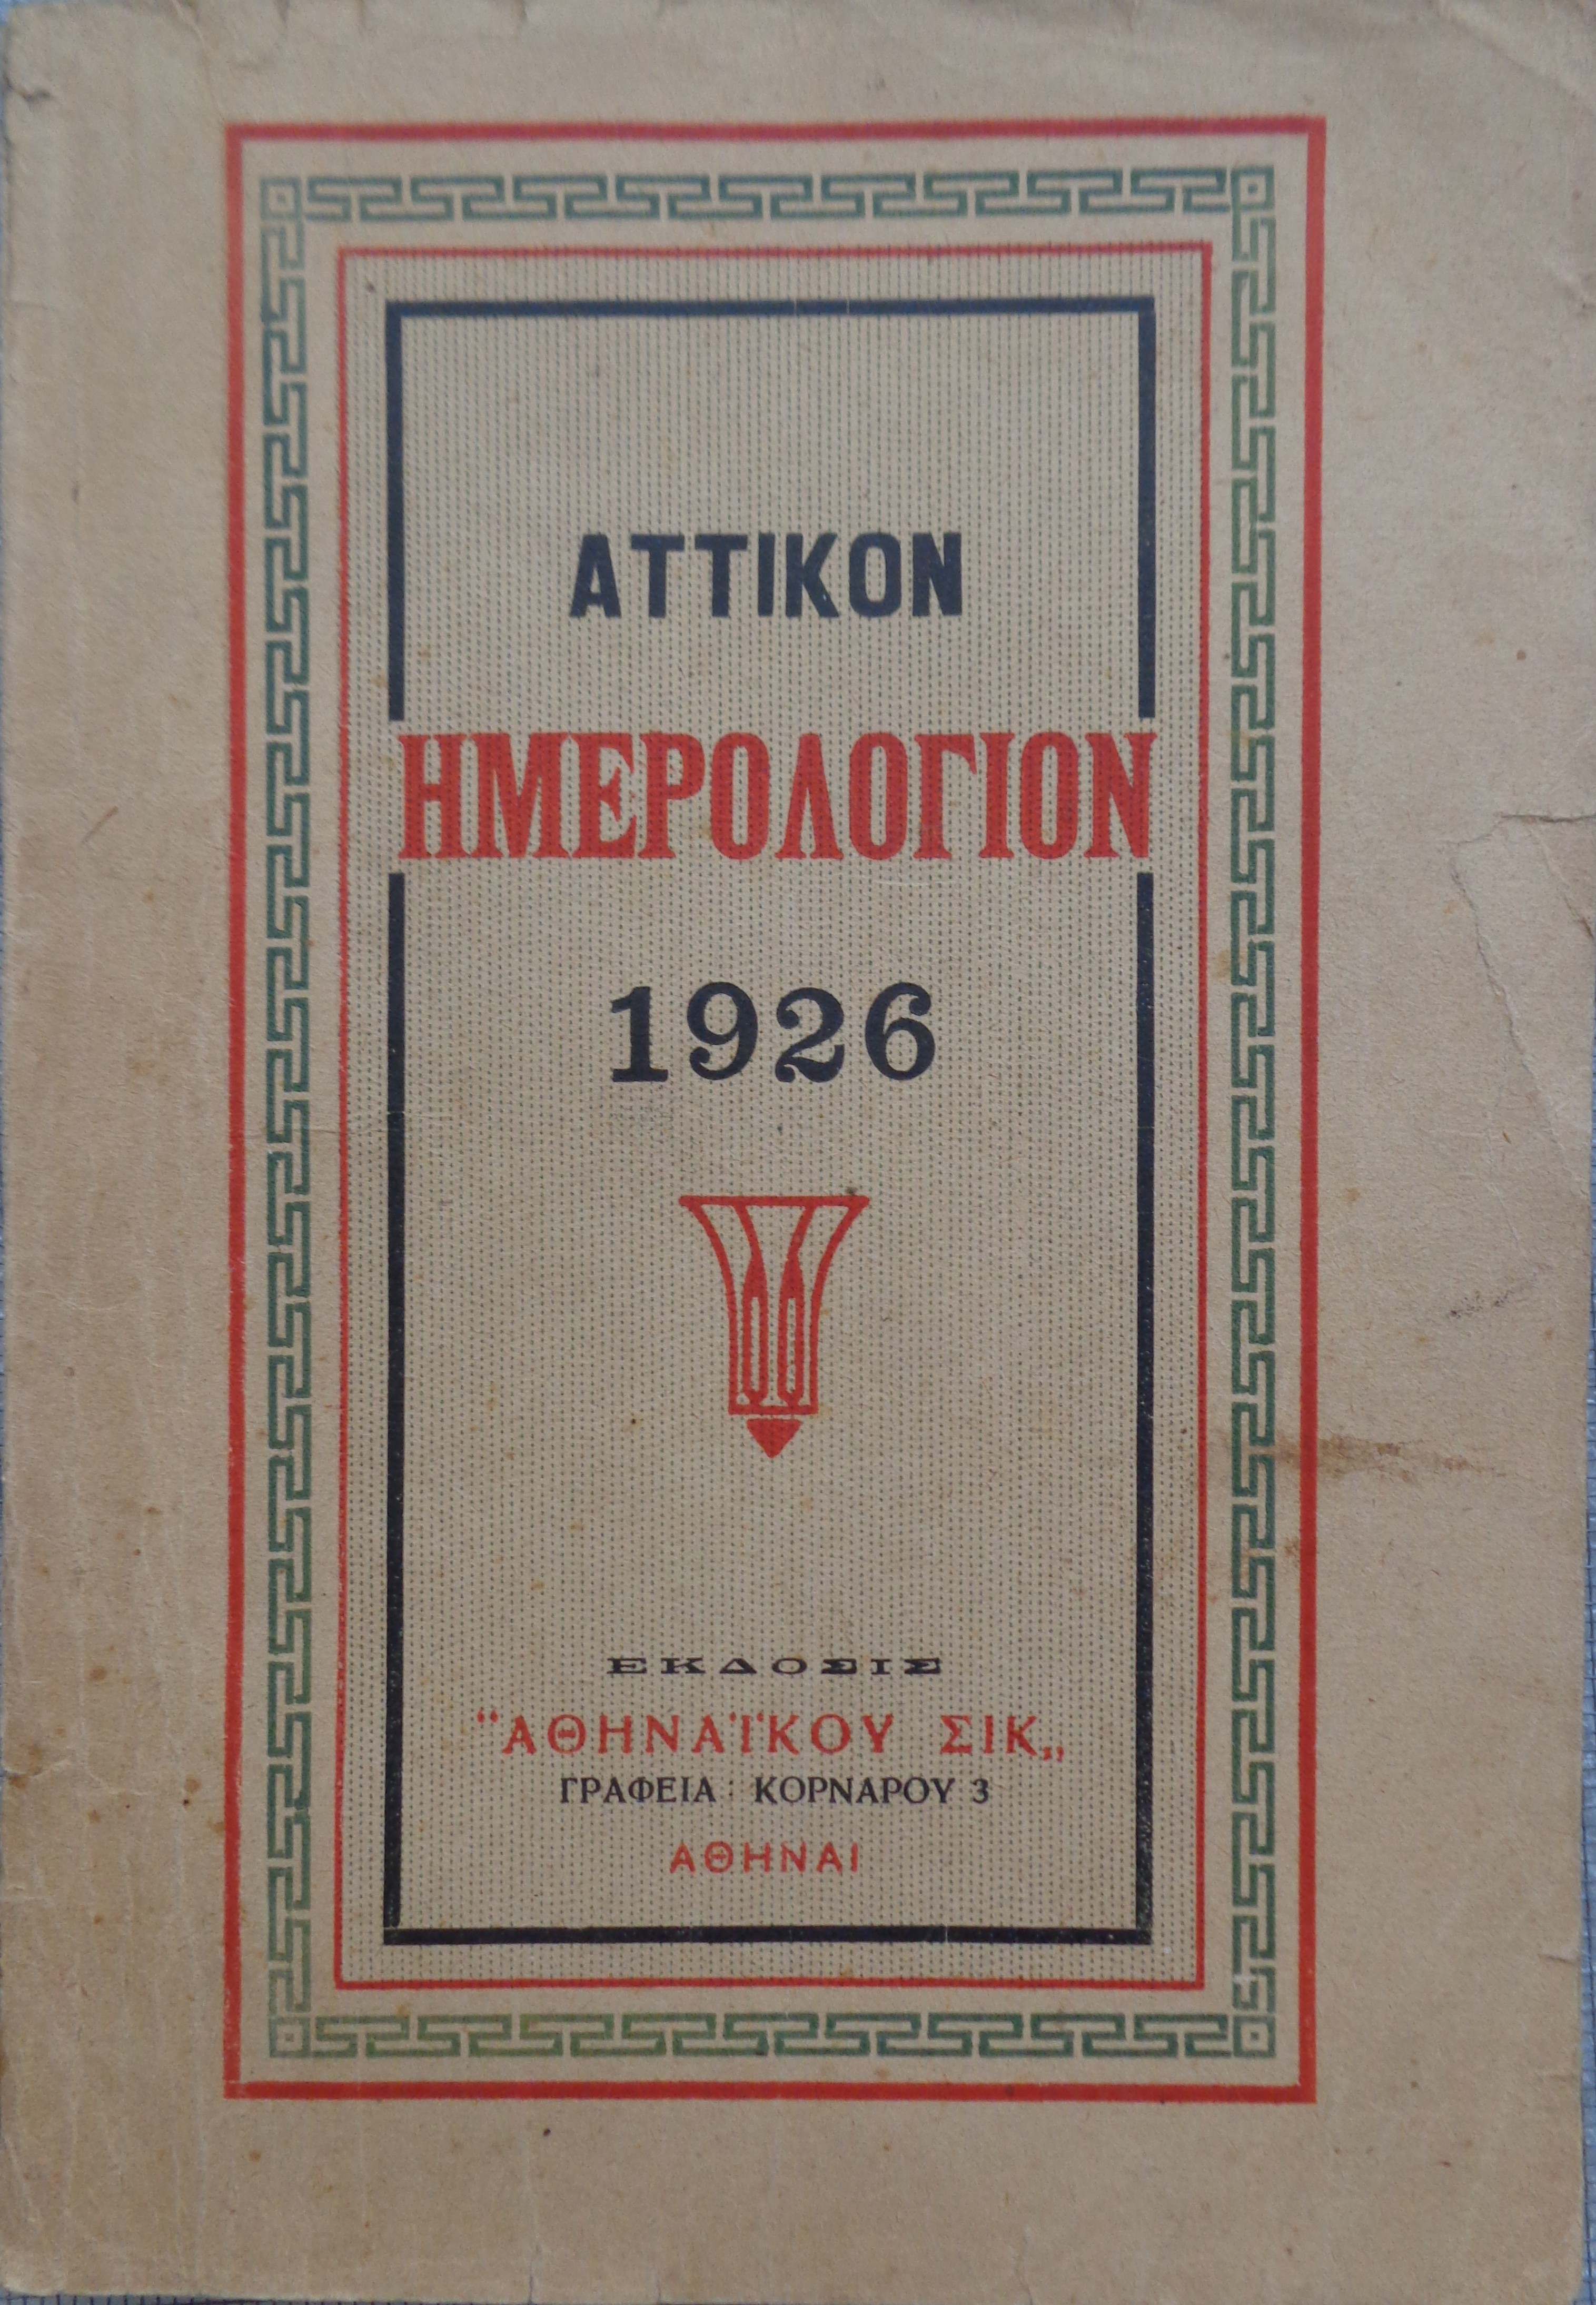 ΑΤΤΙΚΟΝ
ΗΜΕΡΟΛΟΓΙΟΝ
1926
ΕΚΔΟΣΙΣ
"ΑΘΗΝΑΪΚΟΥ ΣΙΚ„
ΓΡΑΦΕΙΑ : ΚΟΡΝΑΡΟΥ 3
ΑΘΗΝΑΙ